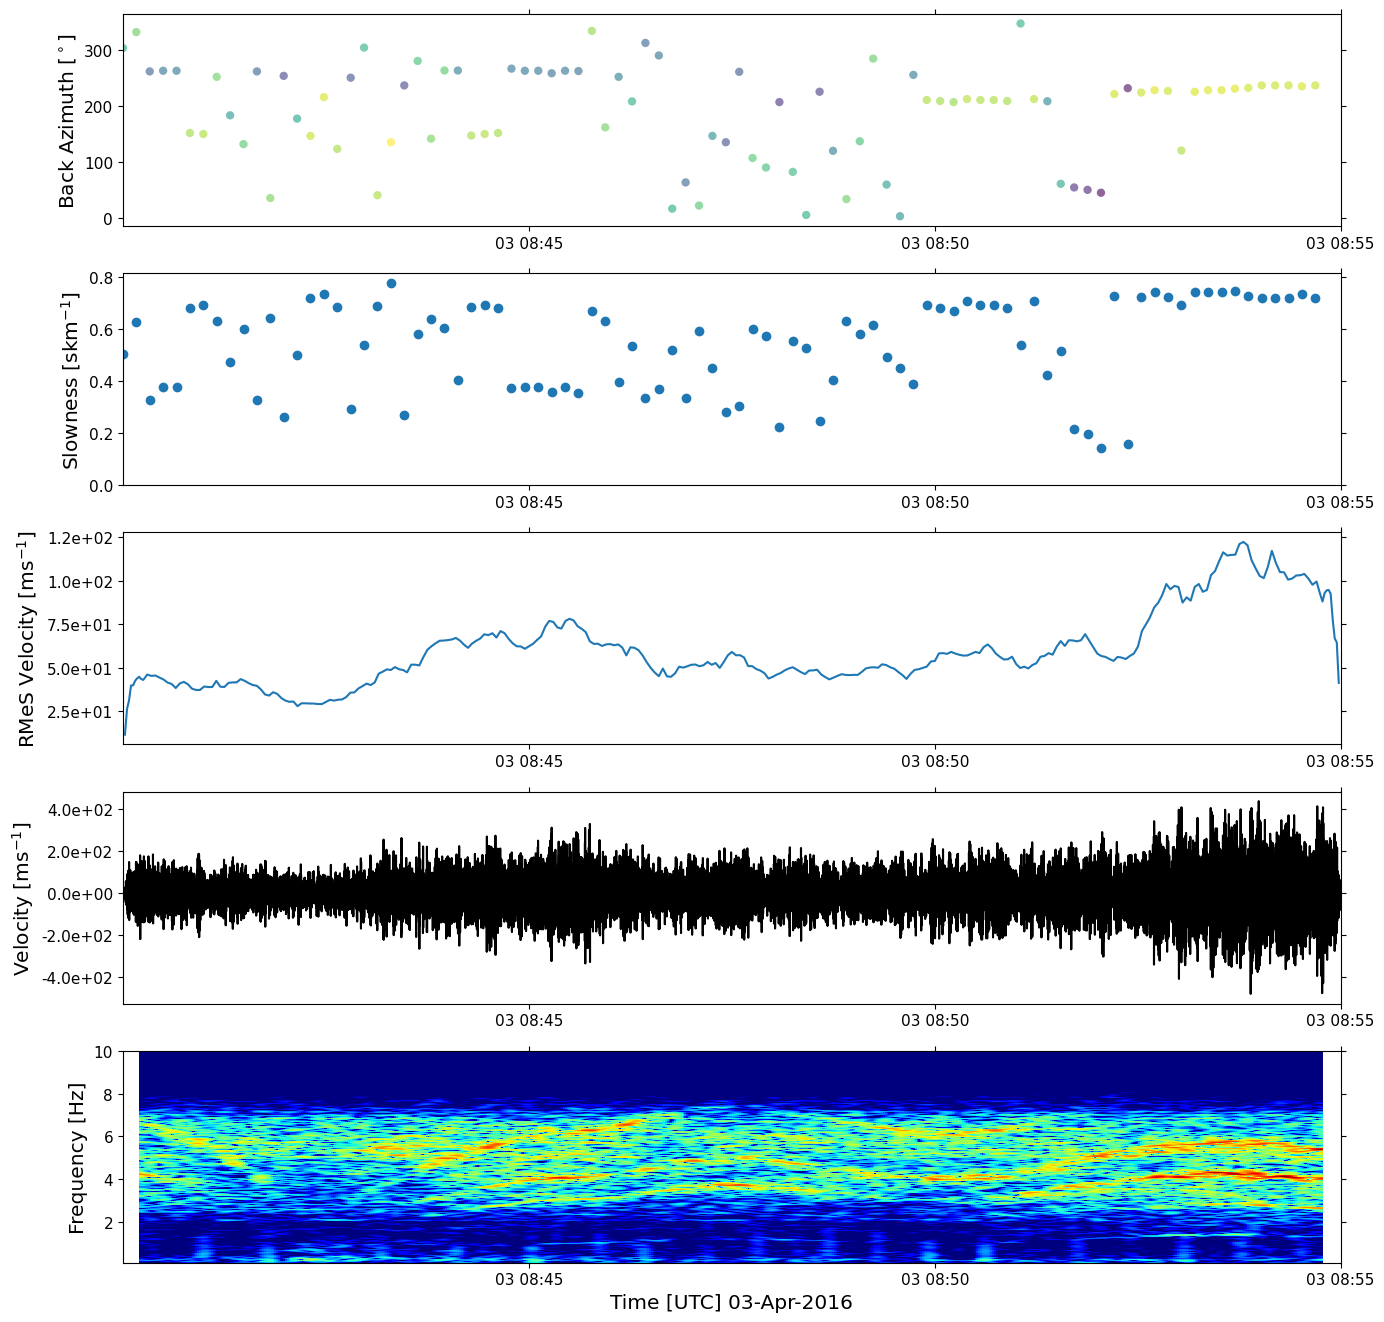 Back Azimuth [°]
300
200
100
0
03 08:45
03 08:50
03 08:55
Slowness [skm⁻¹]
0.8
0.6
0.4
0.2
0.0
03 08:45
03 08:50
03 08:55
RMeS Velocity [ms⁻¹]
1.2e+02
1.0e+02
7.5e+01
5.0e+01
2.5e+01
03 08:45
03 08:50
03 08:55
Velocity [ms⁻¹]
4.0e+02
2.0e+02
0.0e+00
-2.0e+02
-4.0e+02
03 08:45
03 08:50
03 08:55
Frequency [Hz]
10
8
6
4
2
03 08:45
03 08:50
03 08:55
Time [UTC] 03-Apr-2016